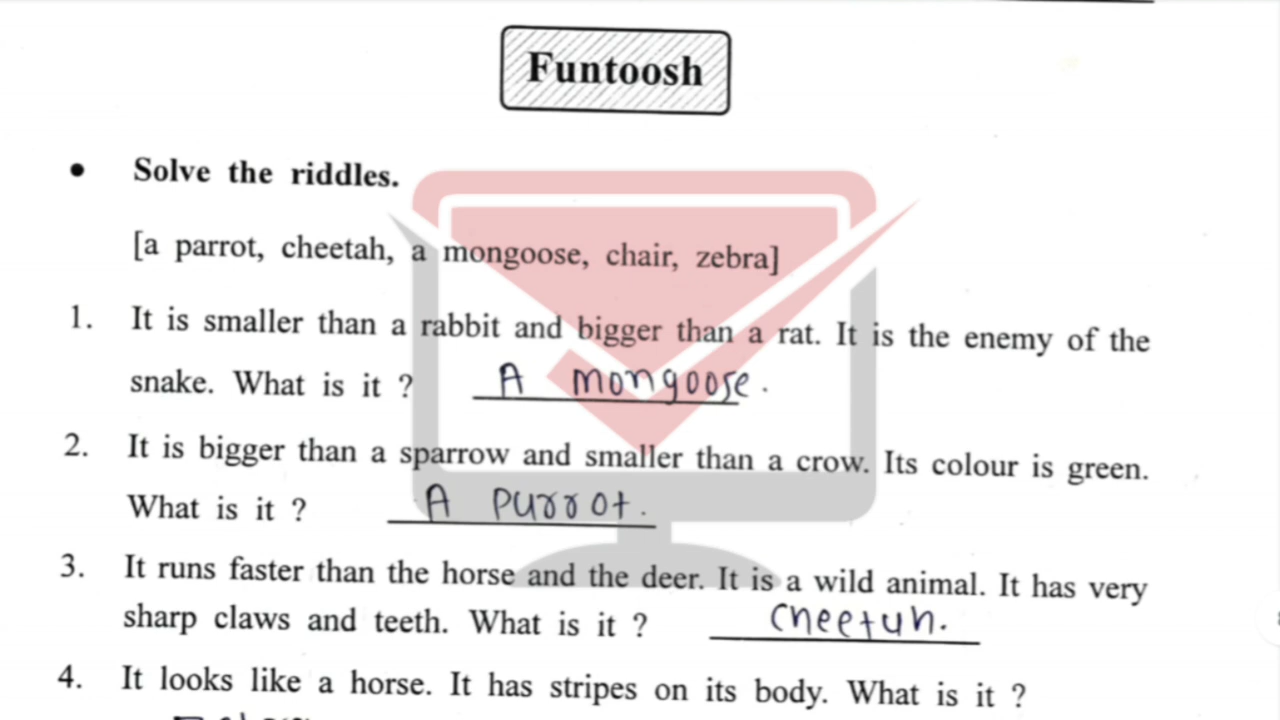 Funtoosh
• Solve the riddles.
[a parrot, cheetah, a mongoose, chair, zebra]
1. It is smaller than a rabbit and bigger than a rat. It is the enemy of the
snake. What is it ? A mongoose.
2. It is bigger than a sparrow and smaller than a crow. Its colour is green.
What is it ? A purrot.
3. It runs faster than the horse and the deer. It is a wild animal. It has very
sharp claws and teeth. What is it ? Cheetuh.
4. It looks like a horse. It has stripes on its body. What is it ?